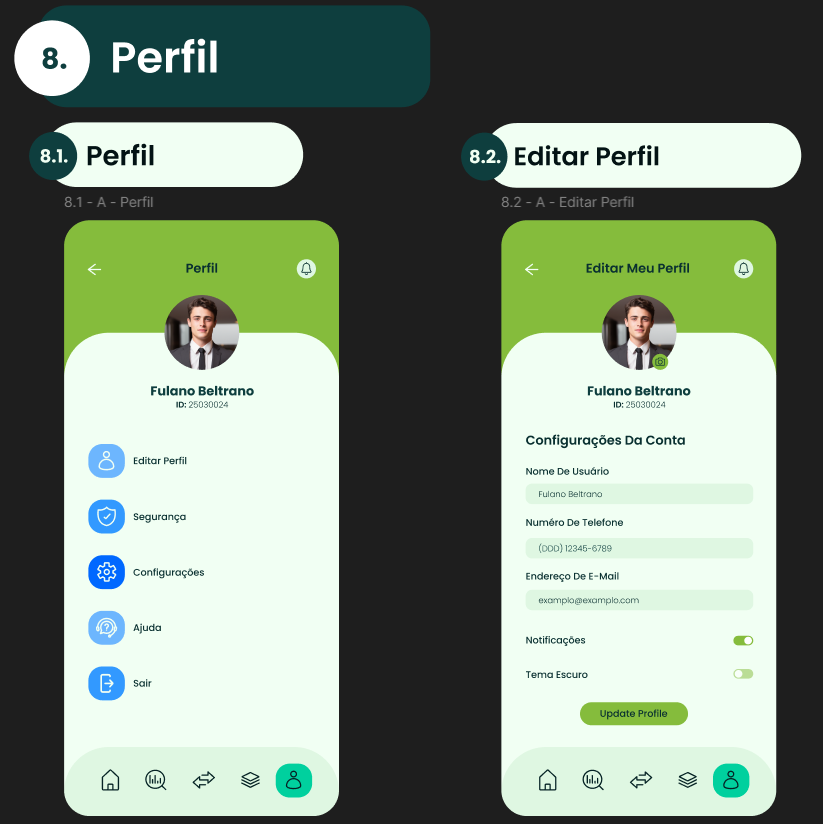 8.
Perfil
8.1.
Perfil
8.1 - A - Perfil
Perfil
Fulano Beltrano
ID: 25030024
Editar Perfil
Segurança
Configurações
Ajuda
Sair
8.2.
Editar Perfil
8.2 - A - Editar Perfil
Editar Meu Perfil
Fulano Beltrano
ID: 25030024
Configurações Da Conta
Nome De Usuário
Fulano Beltrano
Numéro De Telefone
(DDD) 12345-6789
Endereço De E-Mail
examplo@examplo.com
Notificações
Tema Escuro
Update Profile